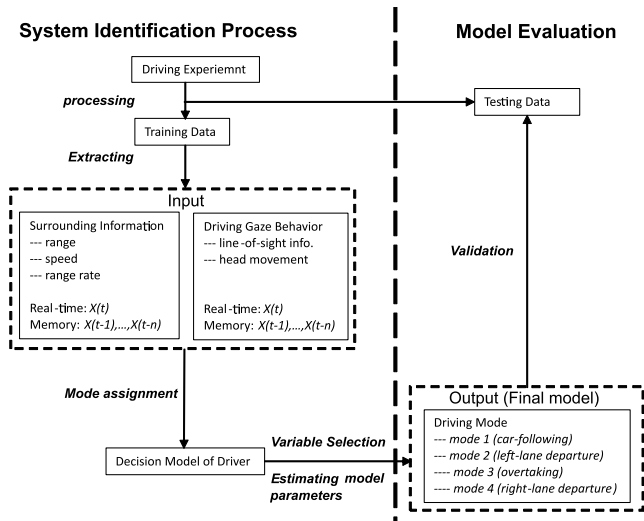 System Identification Process
Model Evaluation
Driving Experiemnt
processing
Testing Data
Training Data
Extracting
Input
Surrounding Information
--- range
--- speed
--- range rate
Real-time: X(t)
Memory: X(t-1),...,X(t-n)
Driving Gaze Behavior
--- line-of-sight info.
--- head movement
Real-time: X(t)
Memory: X(t-1),...,X(t-n)
Validation
Mode assignment
Decision Model of Driver
Variable Selection
Estimating model
parameters
Output (Final model)
Driving Mode
--- mode 1 (car-following)
--- mode 2 (left-lane departure)
---- mode 3 (overtaking)
---- mode 4 (right-lane departure)